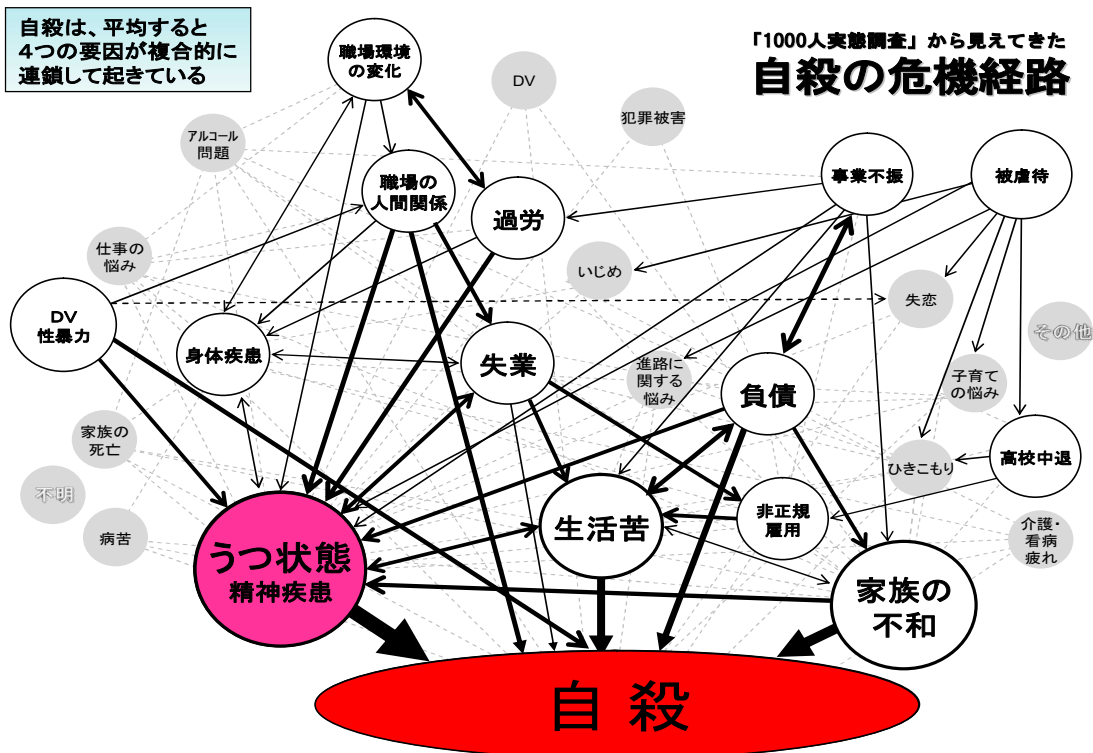 自殺は、平均すると
4つの要因が複合的に
連鎖して起きている
「1000人実態調査」から見えてきた
自殺の危機経路
職場環境
の変化
DV
犯罪被害
アルコール
問題
職場の
人間関係
過労
事業不振
被虐待
仕事の
悩み
いじめ
失恋
DV
性暴力
その他
身体疾患
失業
進路に
関する
悩み
負債
子育て
の悩み
家族の
死亡
ひきこもり
高校中退
不明
病苦
うつ状態
精神疾患
生活苦
非正規
雇用
介護・
看病
疲れ
家族の
不和
自殺